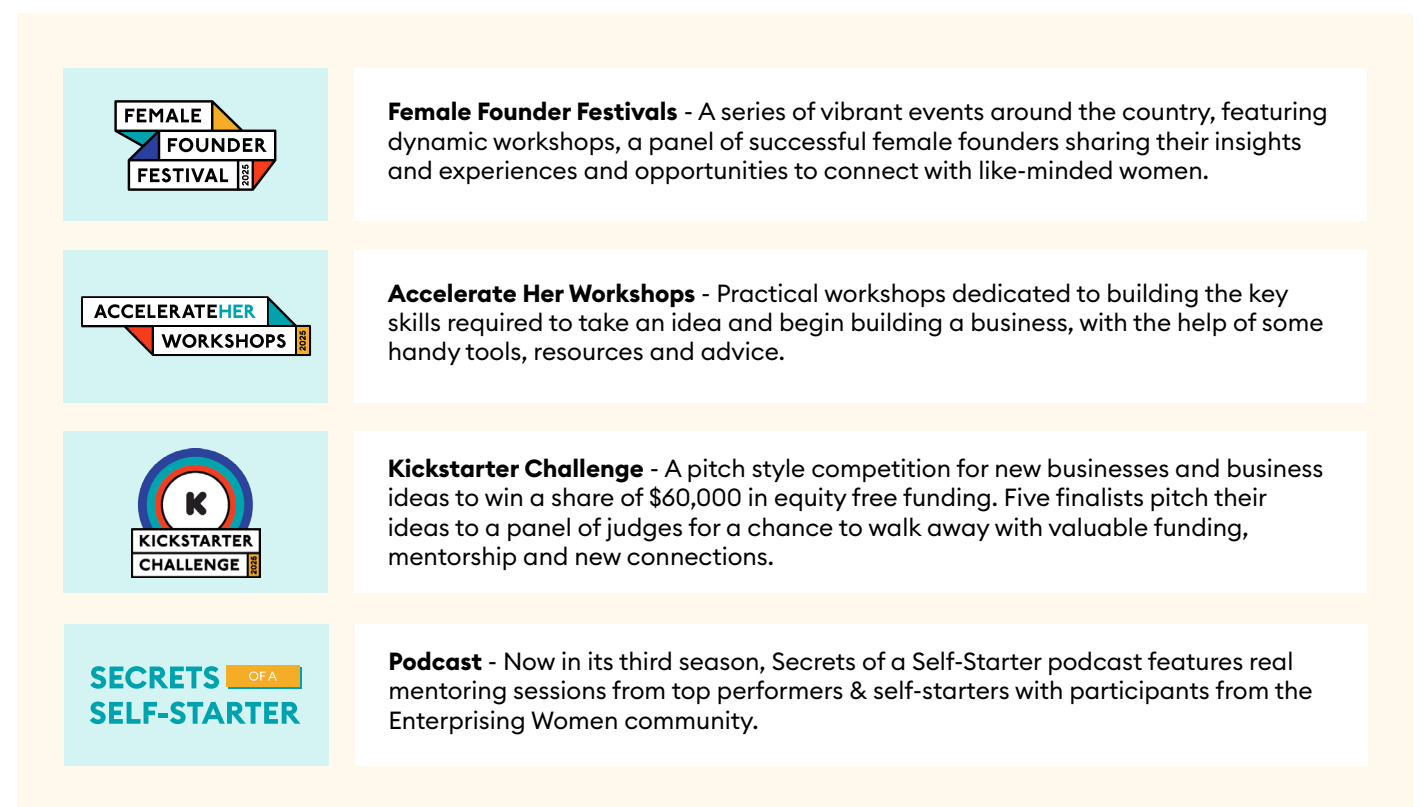 FEMALE
FOUNDER
FESTIVAL 2025
Female Founder Festivals - A series of vibrant events around the country, featuring
dynamic workshops, a panel of successful female founders sharing their insights
and experiences and opportunities to connect with like-minded women.
ACCELERATEHER
WORKSHOPS 2025
Accelerate Her Workshops - Practical workshops dedicated to building the key
skills required to take an idea and begin building a business, with the help of some
handy tools, resources and advice.
K
KICKSTARTER
CHALLENGE 2025
Kickstarter Challenge - A pitch style competition for new businesses and business
ideas to win a share of $60,000 in equity free funding. Five finalists pitch their
ideas to a panel of judges for a chance to walk away with valuable funding,
mentorship and new connections.
SECRETS OF A
SELF-STARTER
Podcast - Now in its third season, Secrets of a Self-Starter podcast features real
mentoring sessions from top performers & self-starters with participants from the
Enterprising Women community.